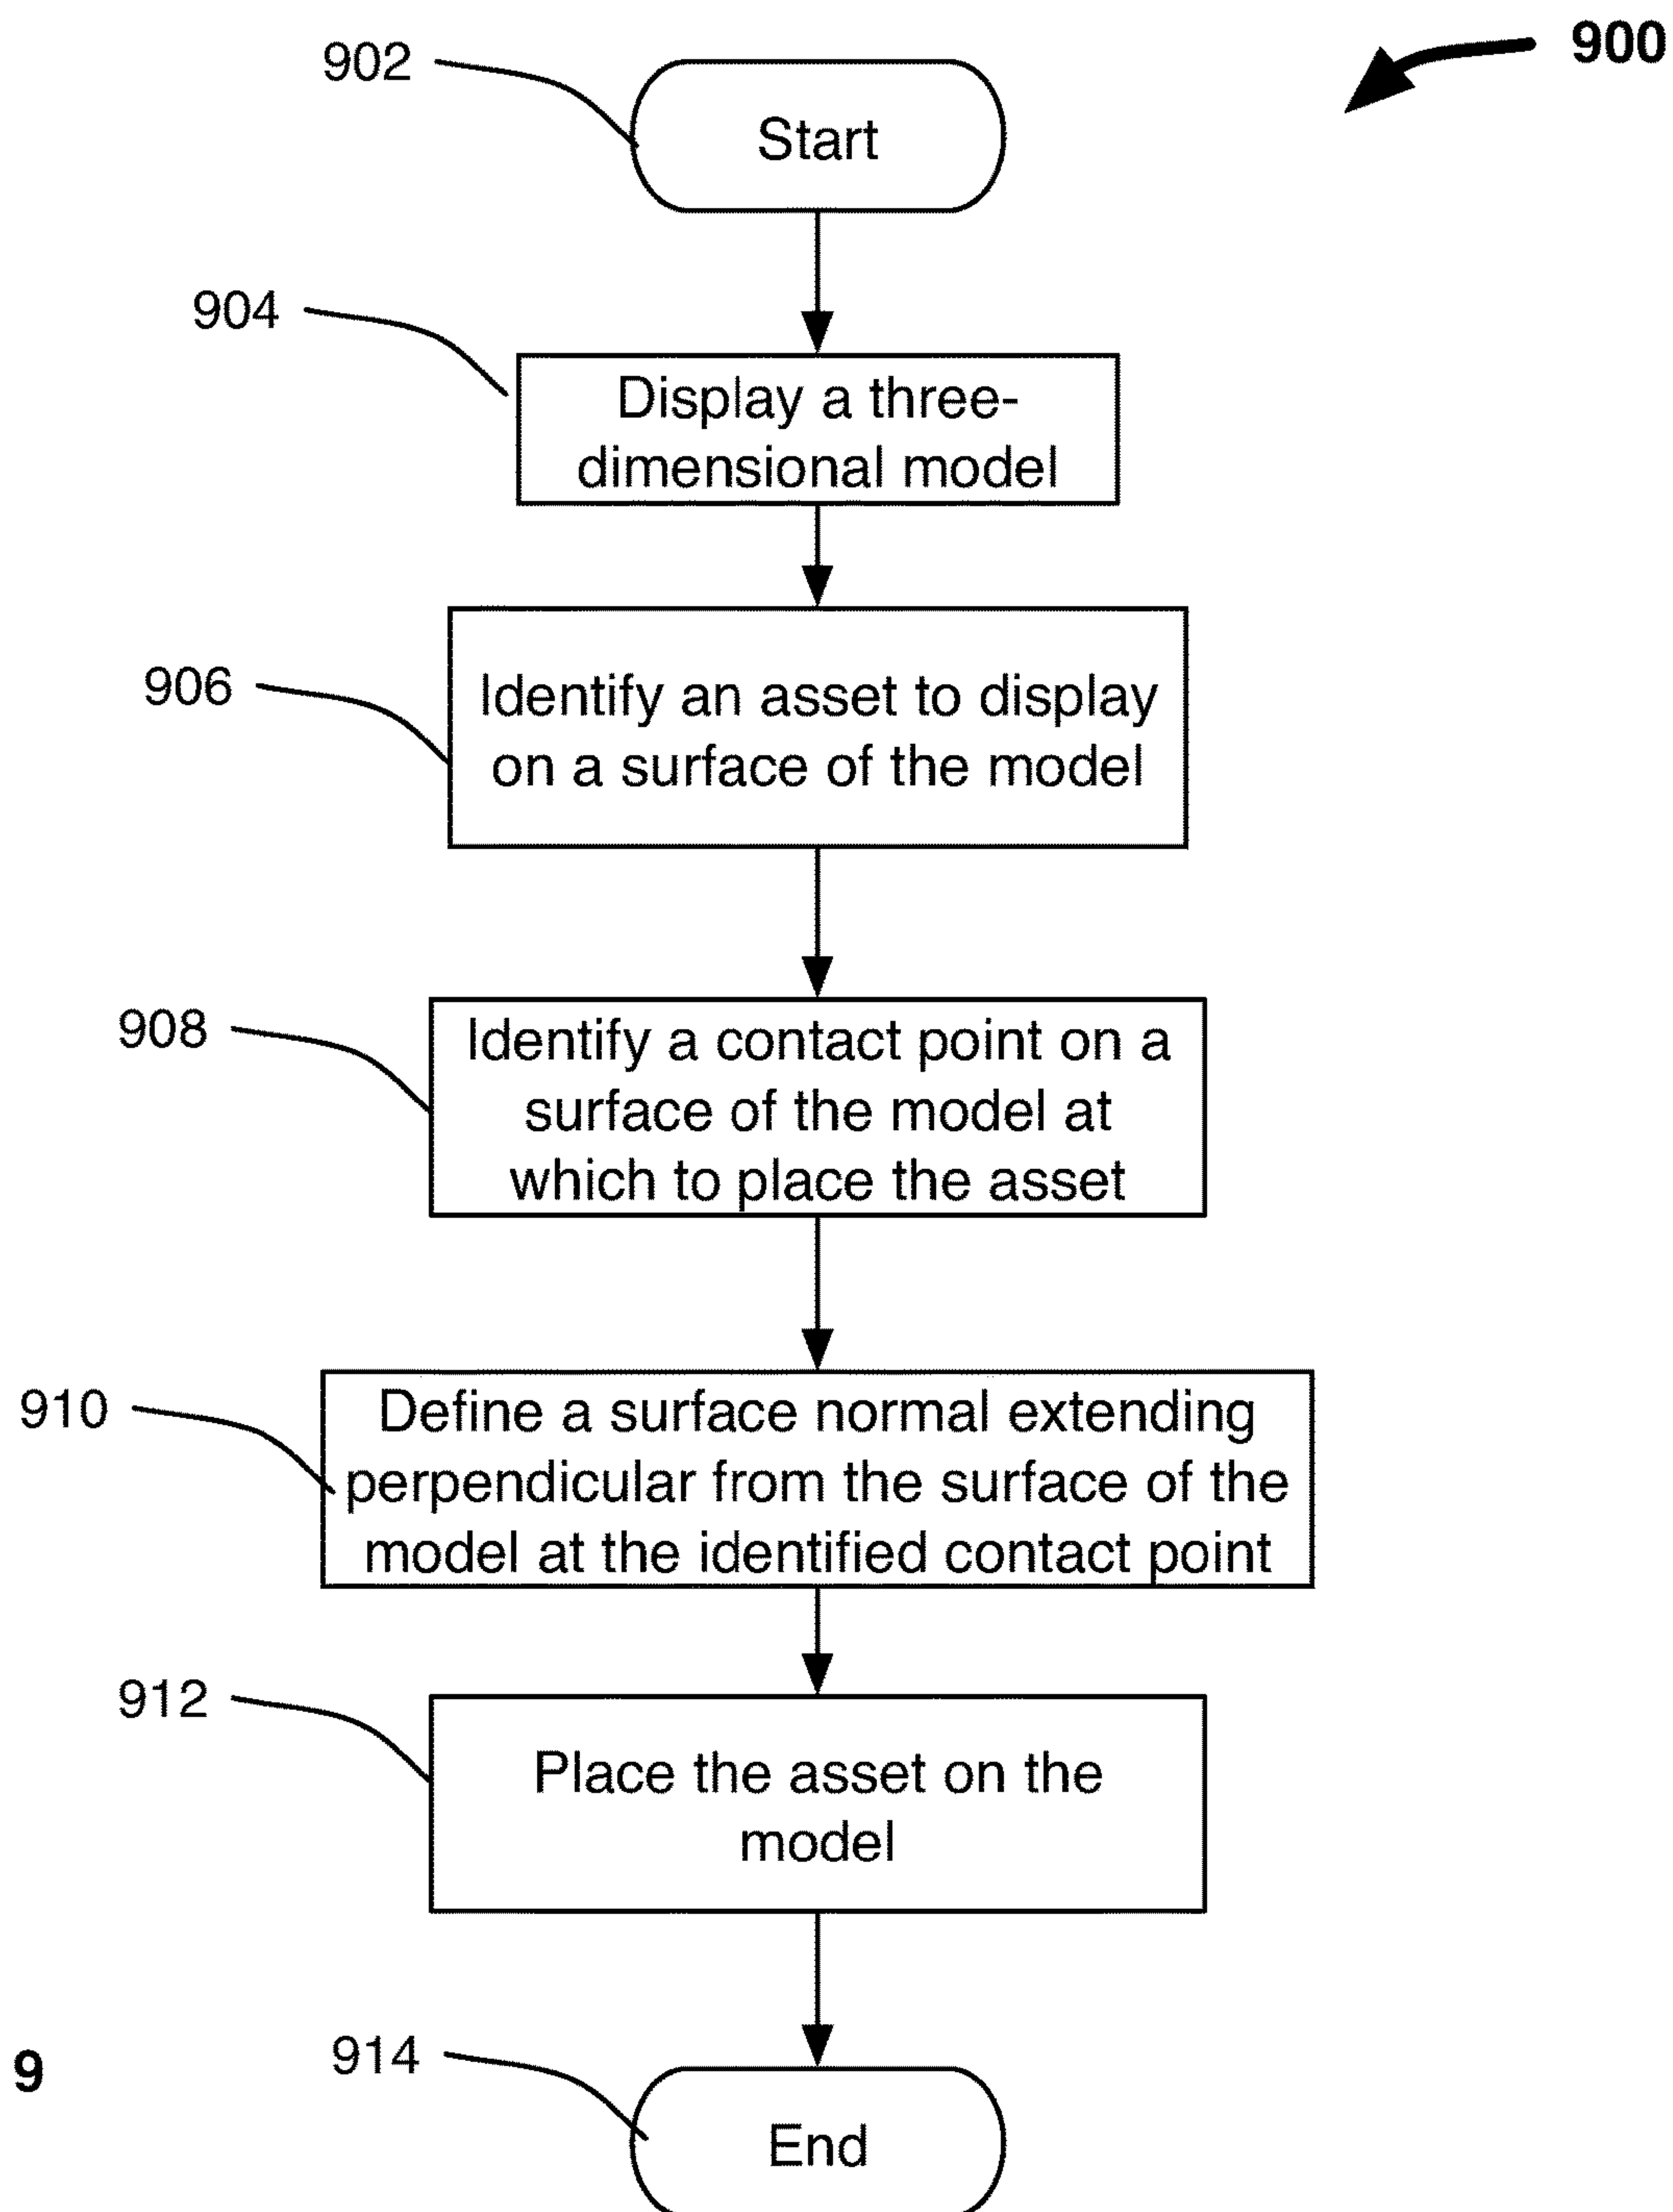 900
902
Start
904
Display a three-
dimensional model
906
Identify an asset to display
on a surface of the model
908
Identify a contact point on a
surface of the model at
which to place the asset
910
Define a surface normal extending
perpendicular from the surface of the
model at the identified contact point
912
Place the asset on the
model
9
914
End